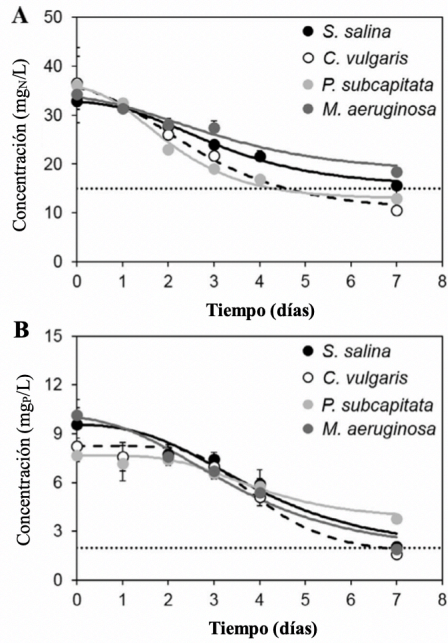 A
Concentración (mgN/L)
50
40
30
20
10
0
S. salina
C. vulgaris
P. subcapitata
M. aeruginosa
0 1 2 3 4 5 6 7 8
Tiempo (días)
B
Concentración (mgP/L)
15
12
9
6
3
0
S. salina
C. vulgaris
P. subcapitata
M. aeruginosa
0 1 2 3 4 5 6 7 8
Tiempo (días)